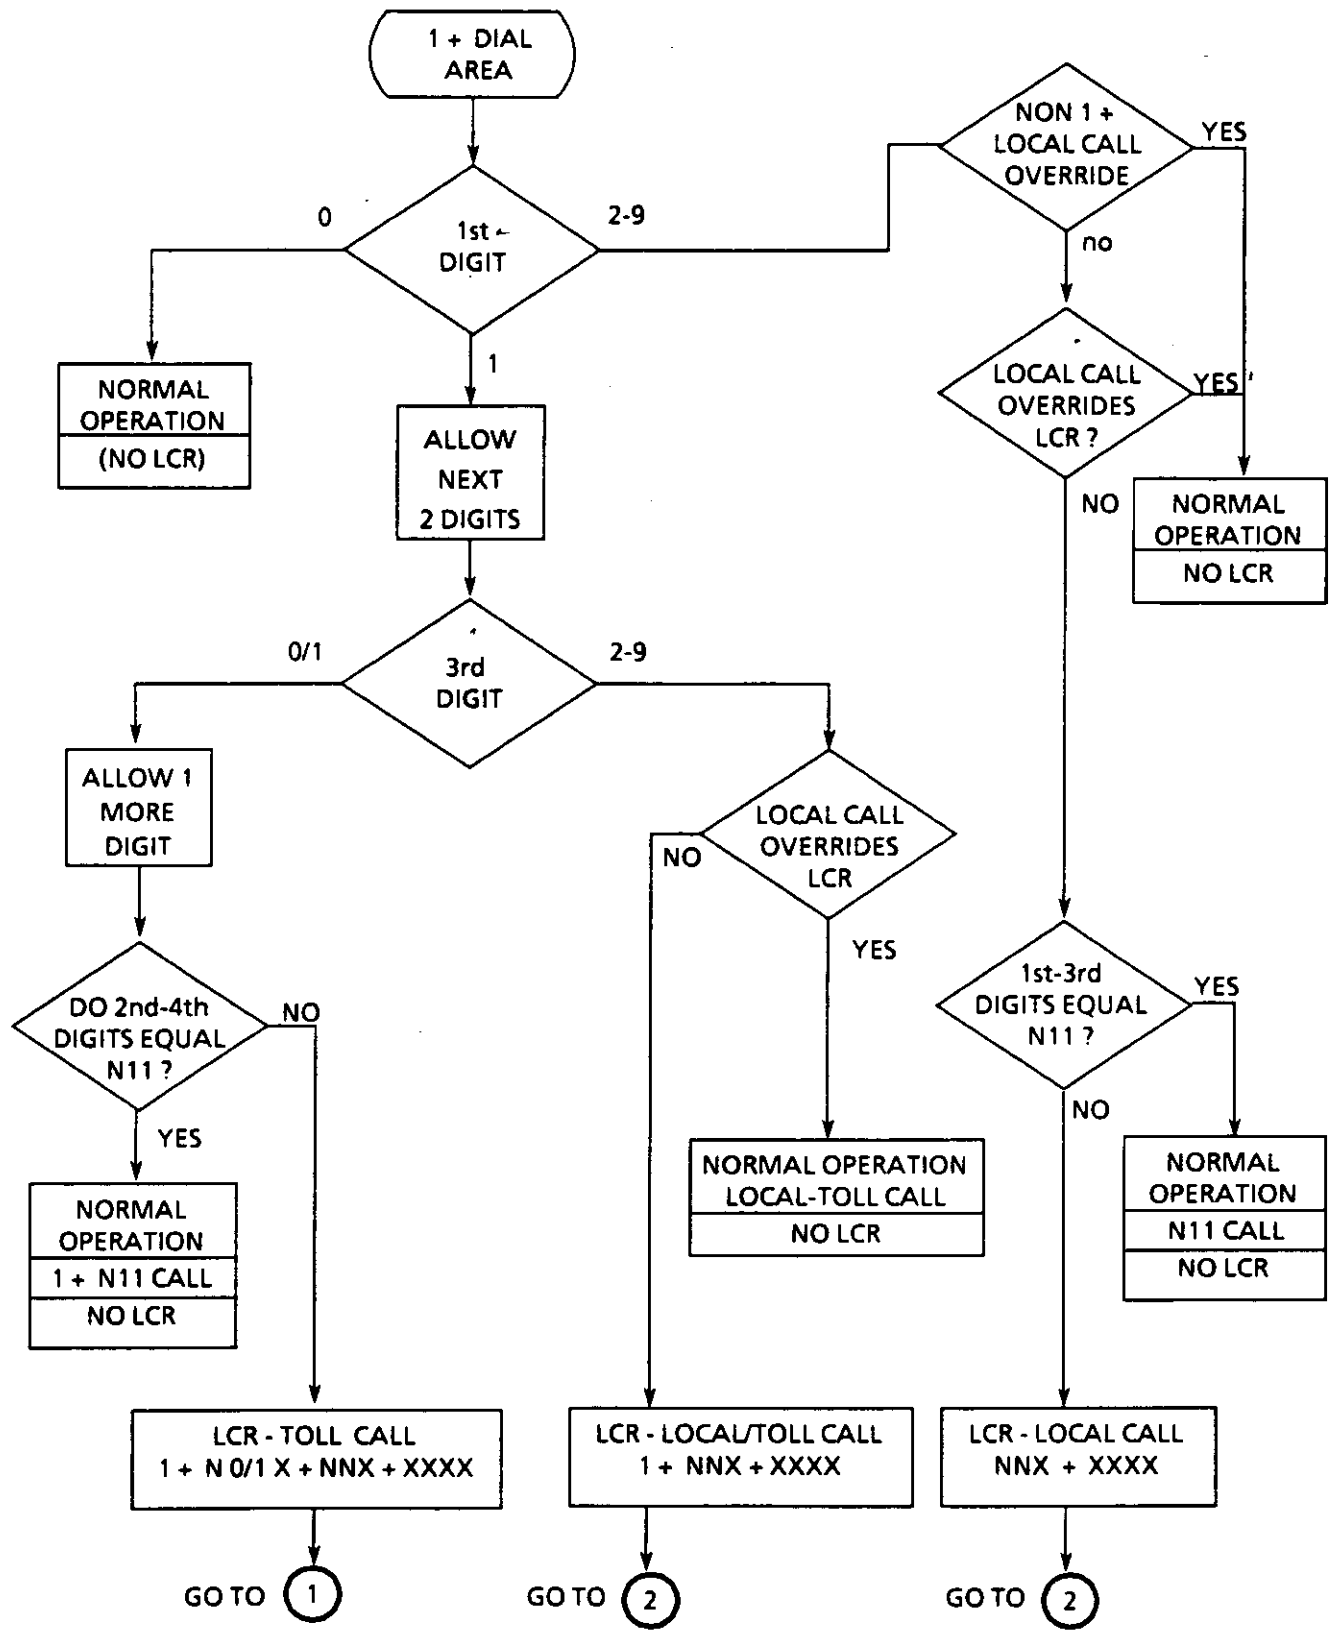 1 + DIAL
AREA
NON 1 +
LOCAL CALL
OVERRIDE
YES
no
0
1st
DIGIT
2-9
1
NORMAL
OPERATION
(NO LCR)
ALLOW
NEXT
2 DIGITS
LOCAL CALL
OVERRIDES
LCR ?
YES
NO
NORMAL
OPERATION
NO LCR
0/1
3rd
DIGIT
2-9
ALLOW 1
MORE
DIGIT
LOCAL CALL
OVERRIDES
LCR
NO
YES
DO 2nd-4th
DIGITS EQUAL
N11 ?
NO
YES
1st-3rd
DIGITS EQUAL
N11 ?
YES
NO
NORMAL
OPERATION
1 + N11 CALL
NO LCR
NORMAL OPERATION
LOCAL-TOLL CALL
NO LCR
NORMAL
OPERATION
N11 CALL
NO LCR
LCR - TOLL CALL
1 + N 0/1 X + NNX + XXXX
LCR - LOCAL/TOLL CALL
1 + NNX + XXXX
LCR - LOCAL CALL
NNX + XXXX
GO TO 1
GO TO 2
GO TO 2